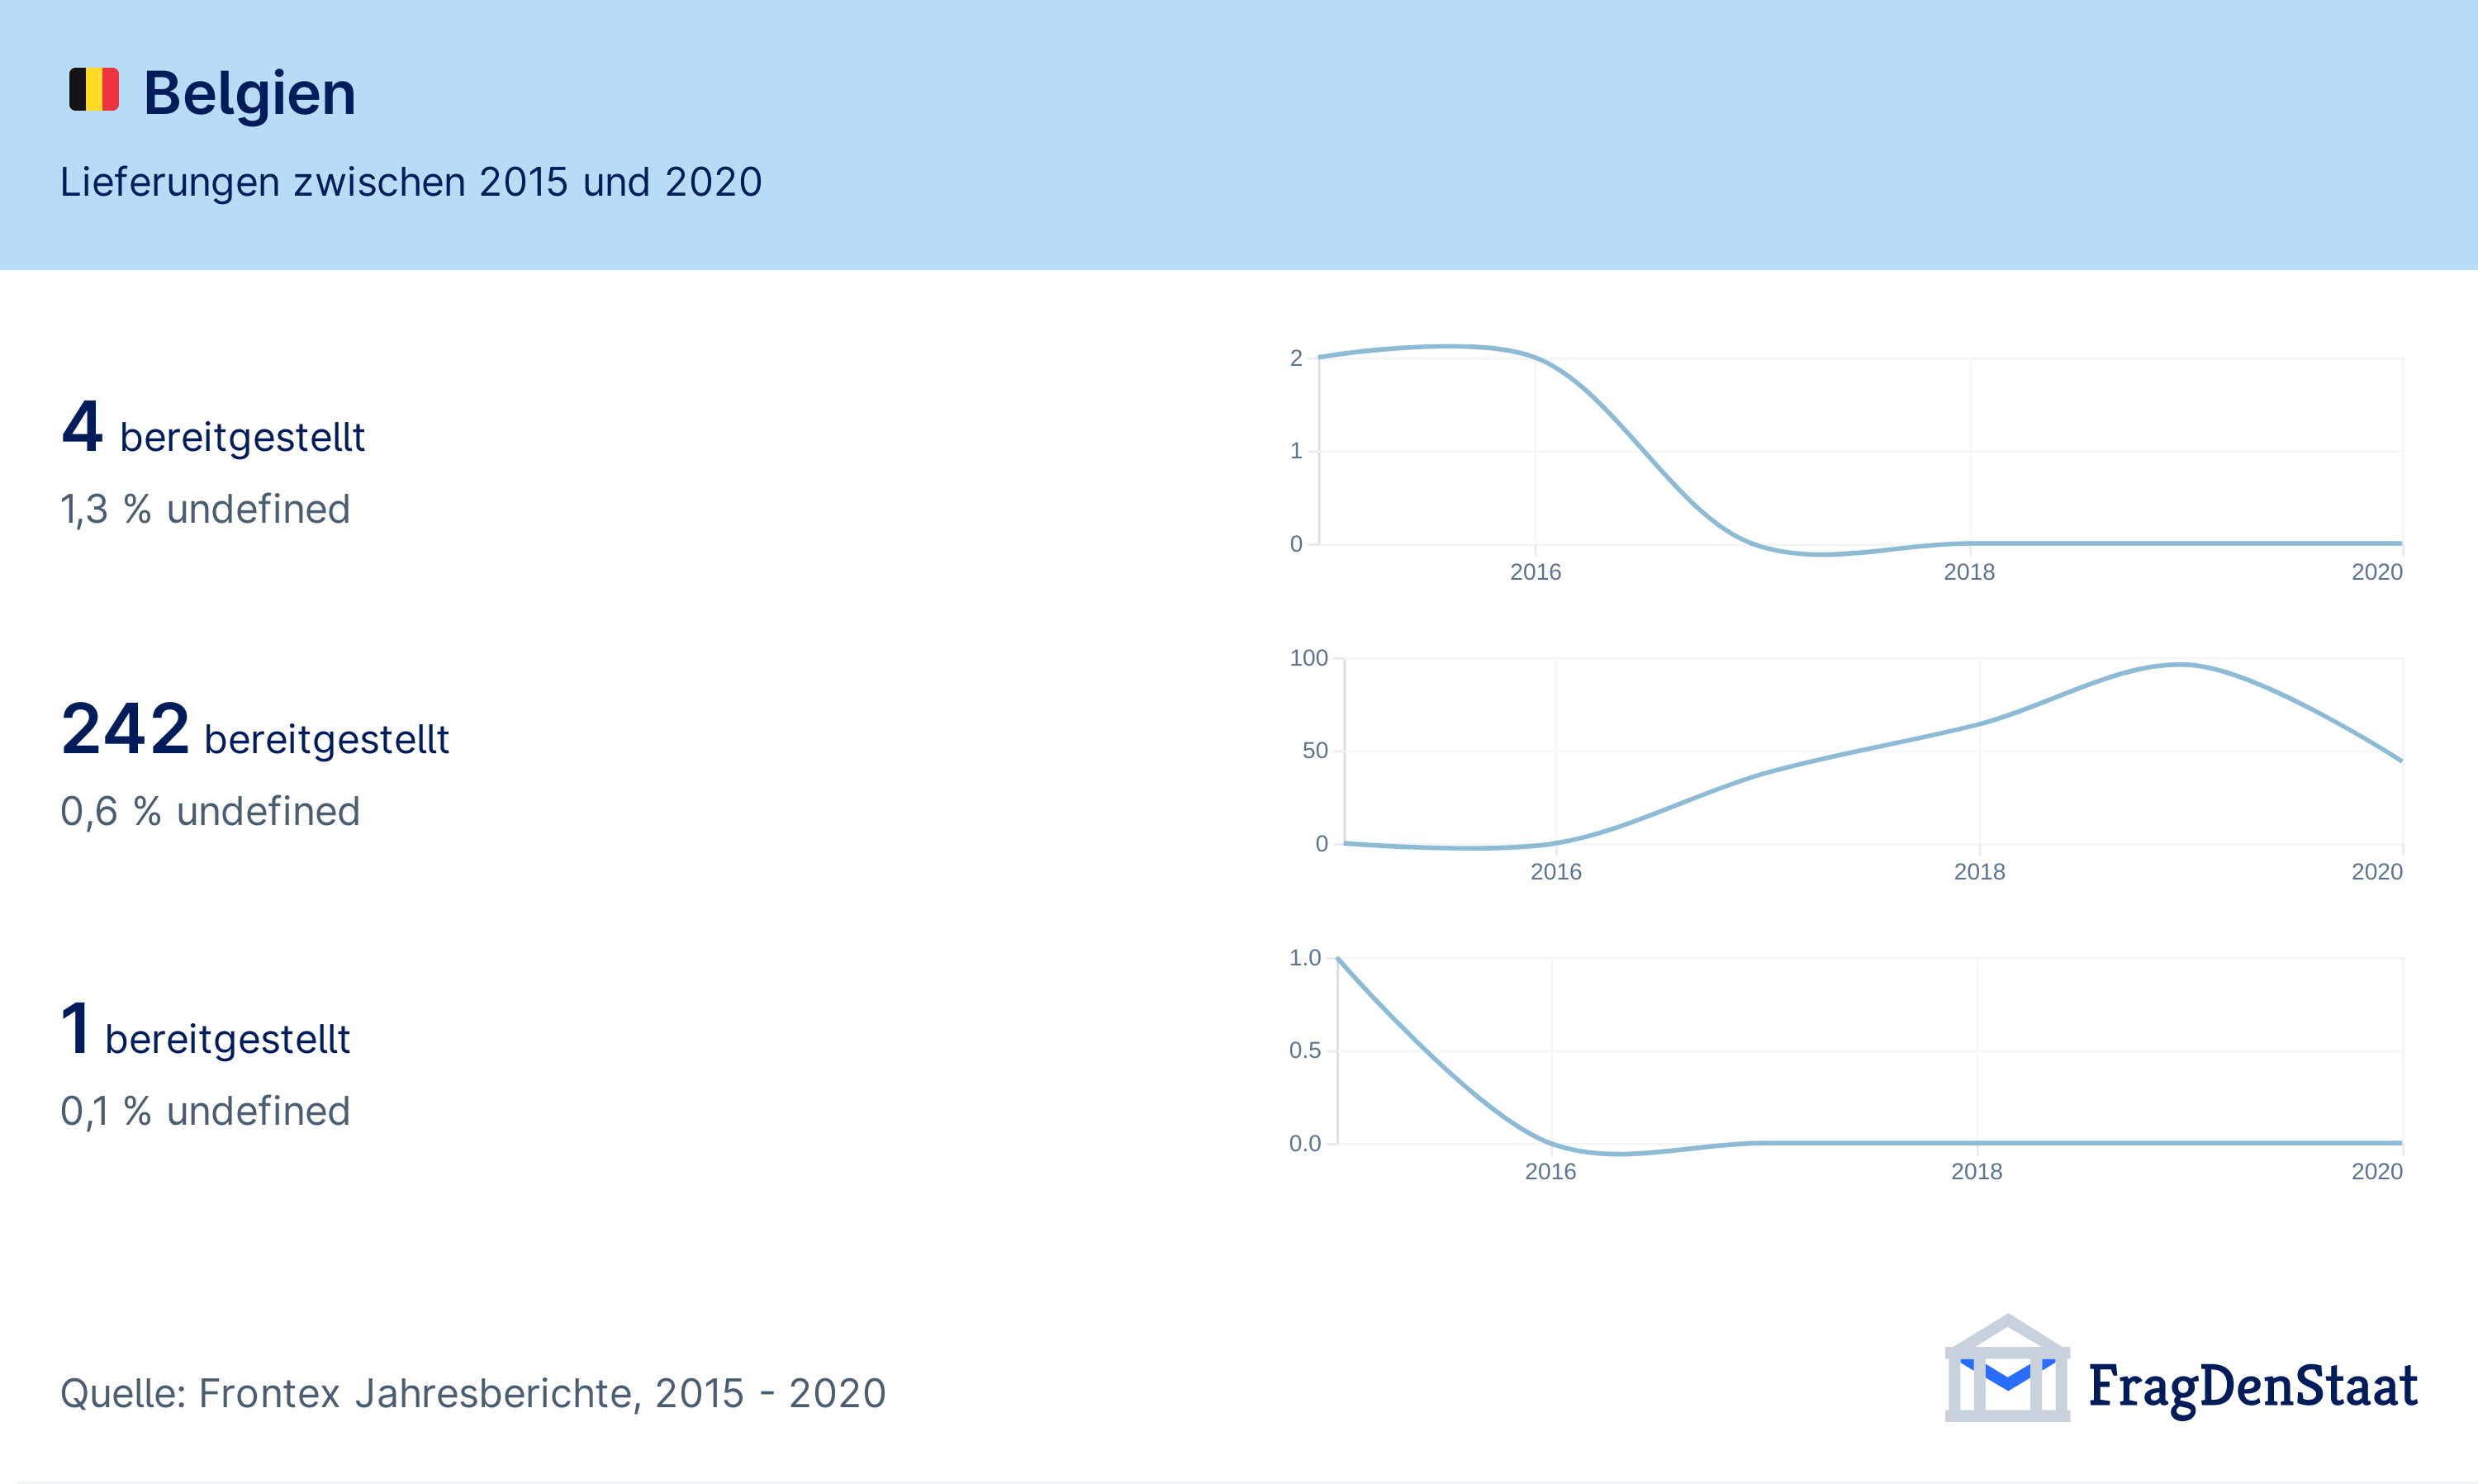 Belgien
Lieferungen zwischen 2015 und 2020
4 bereitgestellt
1,3 % undefined
2
1
0
2016 2018 2020
242 bereitgestellt
0,6 % undefined
100
50
0
2016 2018 2020
1 bereitgestellt
0,1 % undefined
1.0
0.5
0.0
2016 2018 2020
Quelle: Frontex Jahresberichte, 2015 - 2020
FragDenStaat